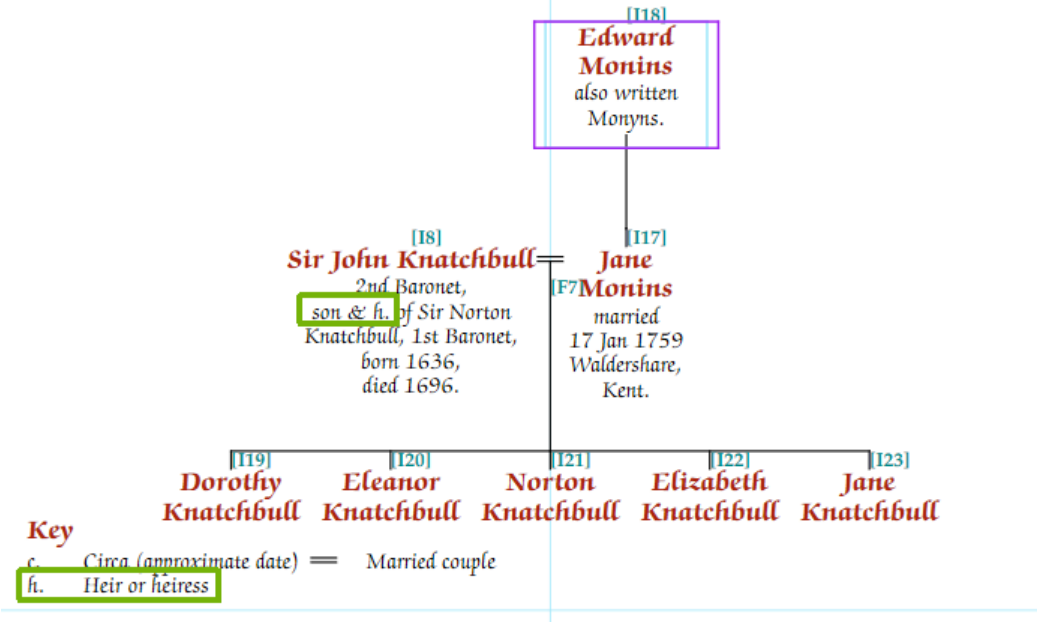 [I18]
Edward
Monins
also written
Monyns.
[I8]
Sir John Knatchbull
2nd Baronet,
son & h. of Sir Norton
Knatchbull, 1st Baronet,
born 1636,
died 1696.
[I17]
Jane
[F7]Monins
married
17 Jan 1759
Waldershare,
Kent.
[I19]
Dorothy
Knatchbull
[I20]
Eleanor
Knatchbull
[I21]
Norton
Knatchbull
[I22]
Elizabeth
Knatchbull
[I23]
Jane
Knatchbull
Key
c. Circa (approximate date) Married couple
h. Heir or heiress